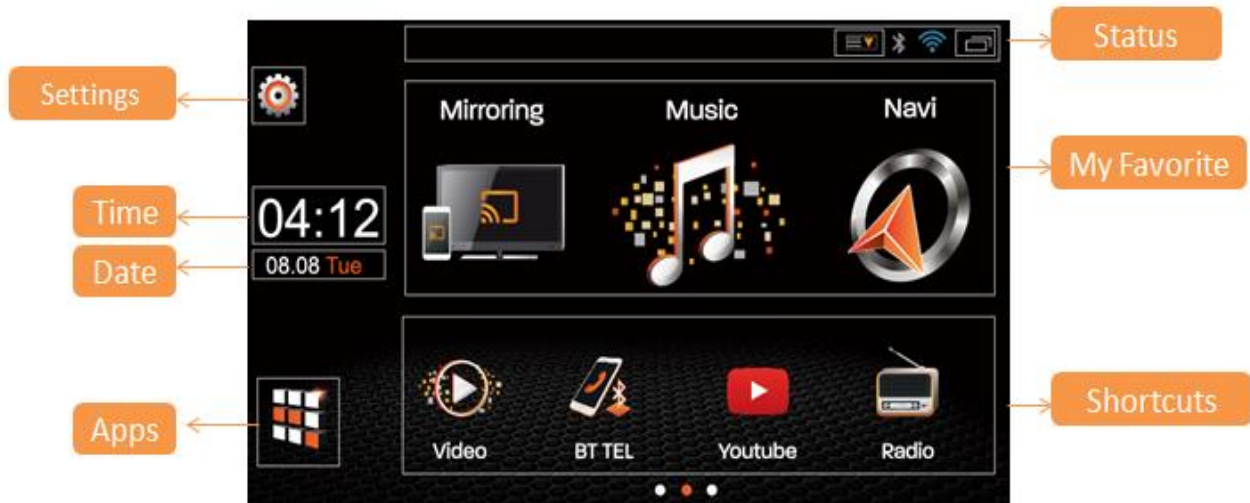 Status
Settings
Mirroring
Music
Navi
My Favorite
Time
04:12
Date
08.08 Tue
Apps
Video
BT TEL
Youtube
Radio
Shortcuts